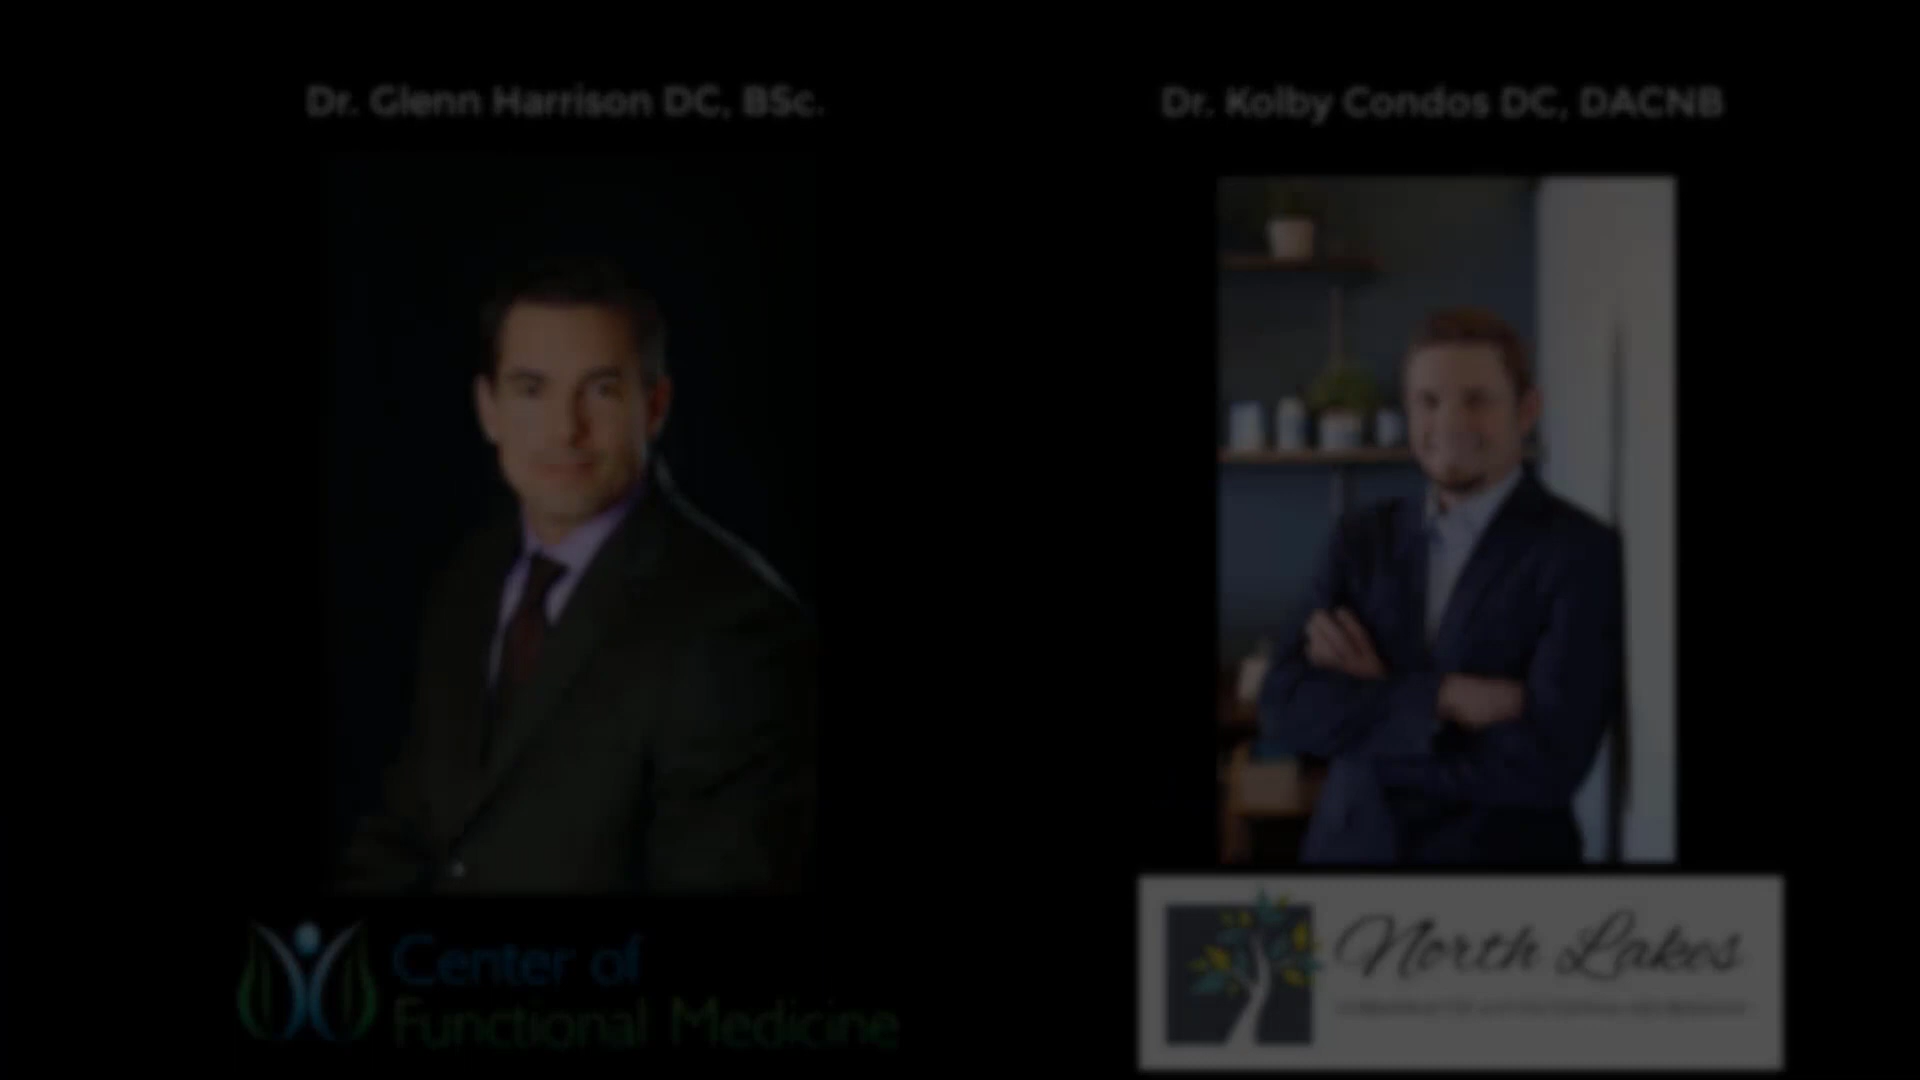 Dr. Glenn Harrison DC, BSc.
Dr. Kolby Condos DC, DACNB
Center of
Functional Medicine
North Lakes